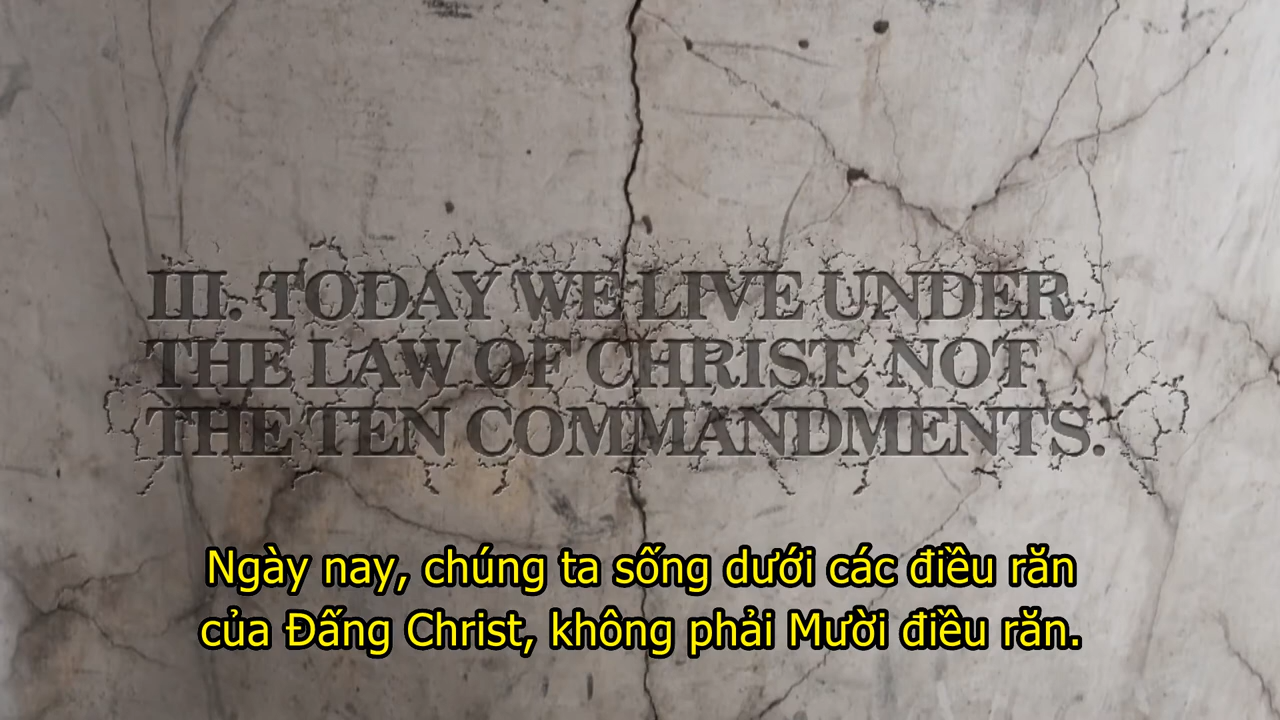 III. TODAY WE LIVE UNDER
THE LAW OF CHRIST, NOT
THE TEN COMMANDMENTS.
Ngày nay, chúng ta sống dưới các điều răn
của Đấng Christ, không phải Mười điều răn.